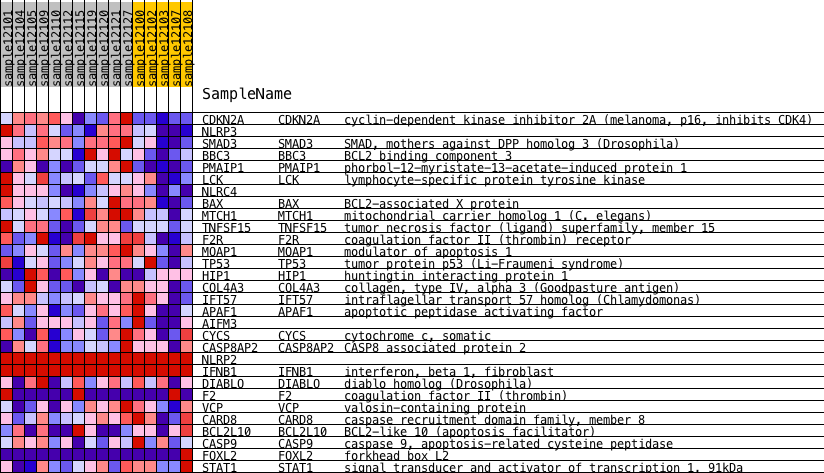 sample12101
sample12104
sample12105
sample12109
sample12110
sample12112
sample12115
sample12119
sample12120
sample12121
sample12127
sample12100
sample12102
sample12103
sample12107
sample12108
SampleName
CDKN2A CDKN2A cyclin-dependent kinase inhibitor 2A (melanoma, p16, inhibits CDK4)
NLRP3
SMAD3 SMAD3 SMAD, mothers against DPP homolog 3 (Drosophila)
BBC3 BBC3 BCL2 binding component 3
PMAIP1 PMAIP1 phorbol-12-myristate-13-acetate-induced protein 1
LCK LCK lymphocyte-specific protein tyrosine kinase
NLRC4
BAX BAX BCL2-associated X protein
MTCH1 MTCH1 mitochondrial carrier homolog 1 (C. elegans)
TNFSF15 TNFSF15 tumor necrosis factor (ligand) superfamily, member 15
F2R F2R coagulation factor II (thrombin) receptor
MOAP1 MOAP1 modulator of apoptosis 1
TP53 TP53 tumor protein p53 (Li-Fraumeni syndrome)
HIP1 HIP1 huntingtin interacting protein 1
COL4A3 COL4A3 collagen, type IV, alpha 3 (Goodpasture antigen)
IFT57 IFT57 intraflagellar transport 57 homolog (Chlamydomonas)
APAF1 APAF1 apoptotic peptidase activating factor
AIFM3
CYCS CYCS cytochrome c, somatic
CASP8AP2 CASP8AP2 CASP8 associated protein 2
NLRP2
IFNB1 IFNB1 interferon, beta 1, fibroblast
DIABLO DIABLO diablo homolog (Drosophila)
F2 F2 coagulation factor II (thrombin)
VCP VCP valosin-containing protein
CARD8 CARD8 caspase recruitment domain family, member 8
BCL2L10 BCL2L10 BCL2-like 10 (apoptosis facilitator)
CASP9 CASP9 caspase 9, apoptosis-related cysteine peptidase
FOXL2 FOXL2 forkhead box L2
STAT1 STAT1 signal transducer and activator of transcription 1, 91kDa